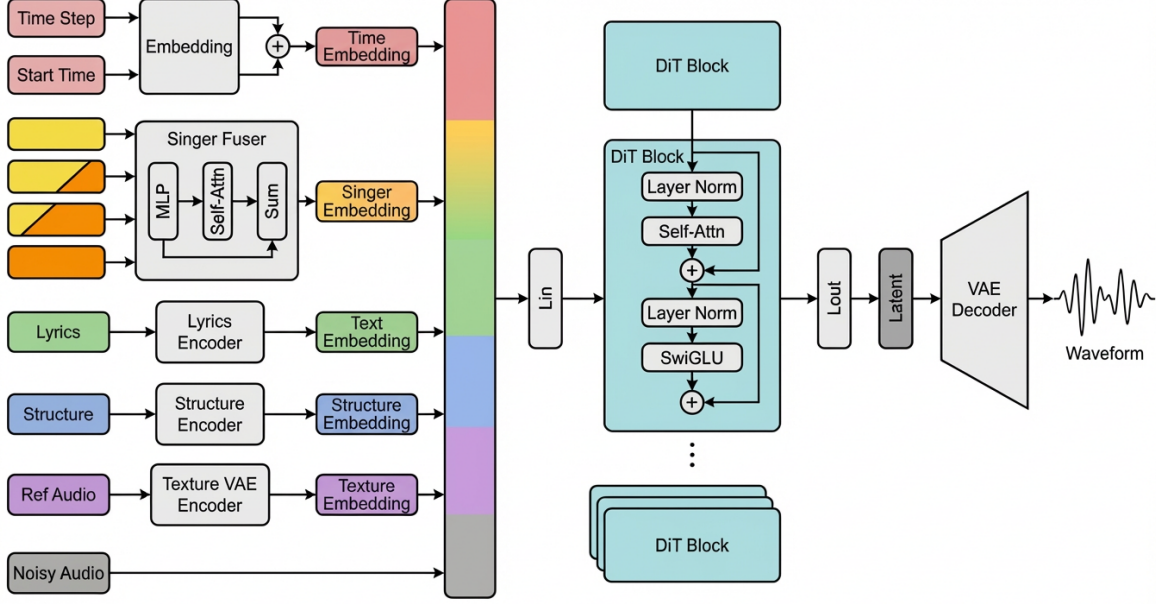 Time Step
Start Time
Embedding
+
Time
Embedding
Singer Fuser
MLP
Self-Attn
Sum
Singer
Embedding
Lyrics
Lyrics
Encoder
Text
Embedding
Structure
Structure
Encoder
Structure
Embedding
Ref Audio
Texture VAE
Encoder
Texture
Embedding
Noisy Audio
Lin
DiT Block
DiT Block
Layer Norm
Self-Attn
+
Layer Norm
SwiGLU
+
DiT Block
Lout
Latent
VAE
Decoder
Waveform